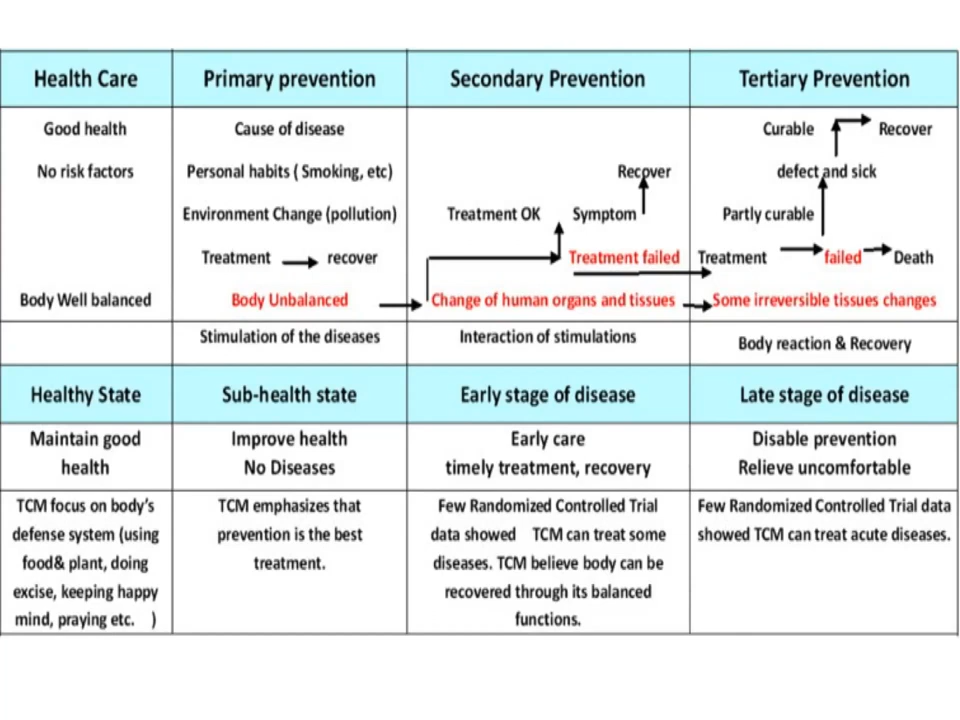 Health Care
Primary prevention
Secondary Prevention
Tertiary Prevention
Good health
No risk factors
Body Well balanced
Cause of disease
Personal habits ( Smoking, etc)
Environment Change (pollution)
Treatment recover
Body Unbalanced
Recover
Treatment OK Symptom
Treatment failed
Change of human organs and tissues
Curable Recover
defect and sick
Partly curable
Treatment failed Death
Some irreversible tissues changes
Stimulation of the diseases
Interaction of stimulations
Body reaction & Recovery
Healthy State
Sub-health state
Early stage of disease
Late stage of disease
Maintain good
health
Improve health
No Diseases
Early care
timely treatment, recovery
Disable prevention
Relieve uncomfortable
TCM focus on body's
defense system (using
food& plant, doing
excise, keeping happy
mind, praying etc. )
TCM emphasizes that
prevention is the best
treatment.
Few Randomized Controlled Trial
data showed TCM can treat some
diseases. TCM believe body can be
recovered through its balanced
functions.
Few Randomized Controlled Trial data
showed TCM can treat acute diseases.